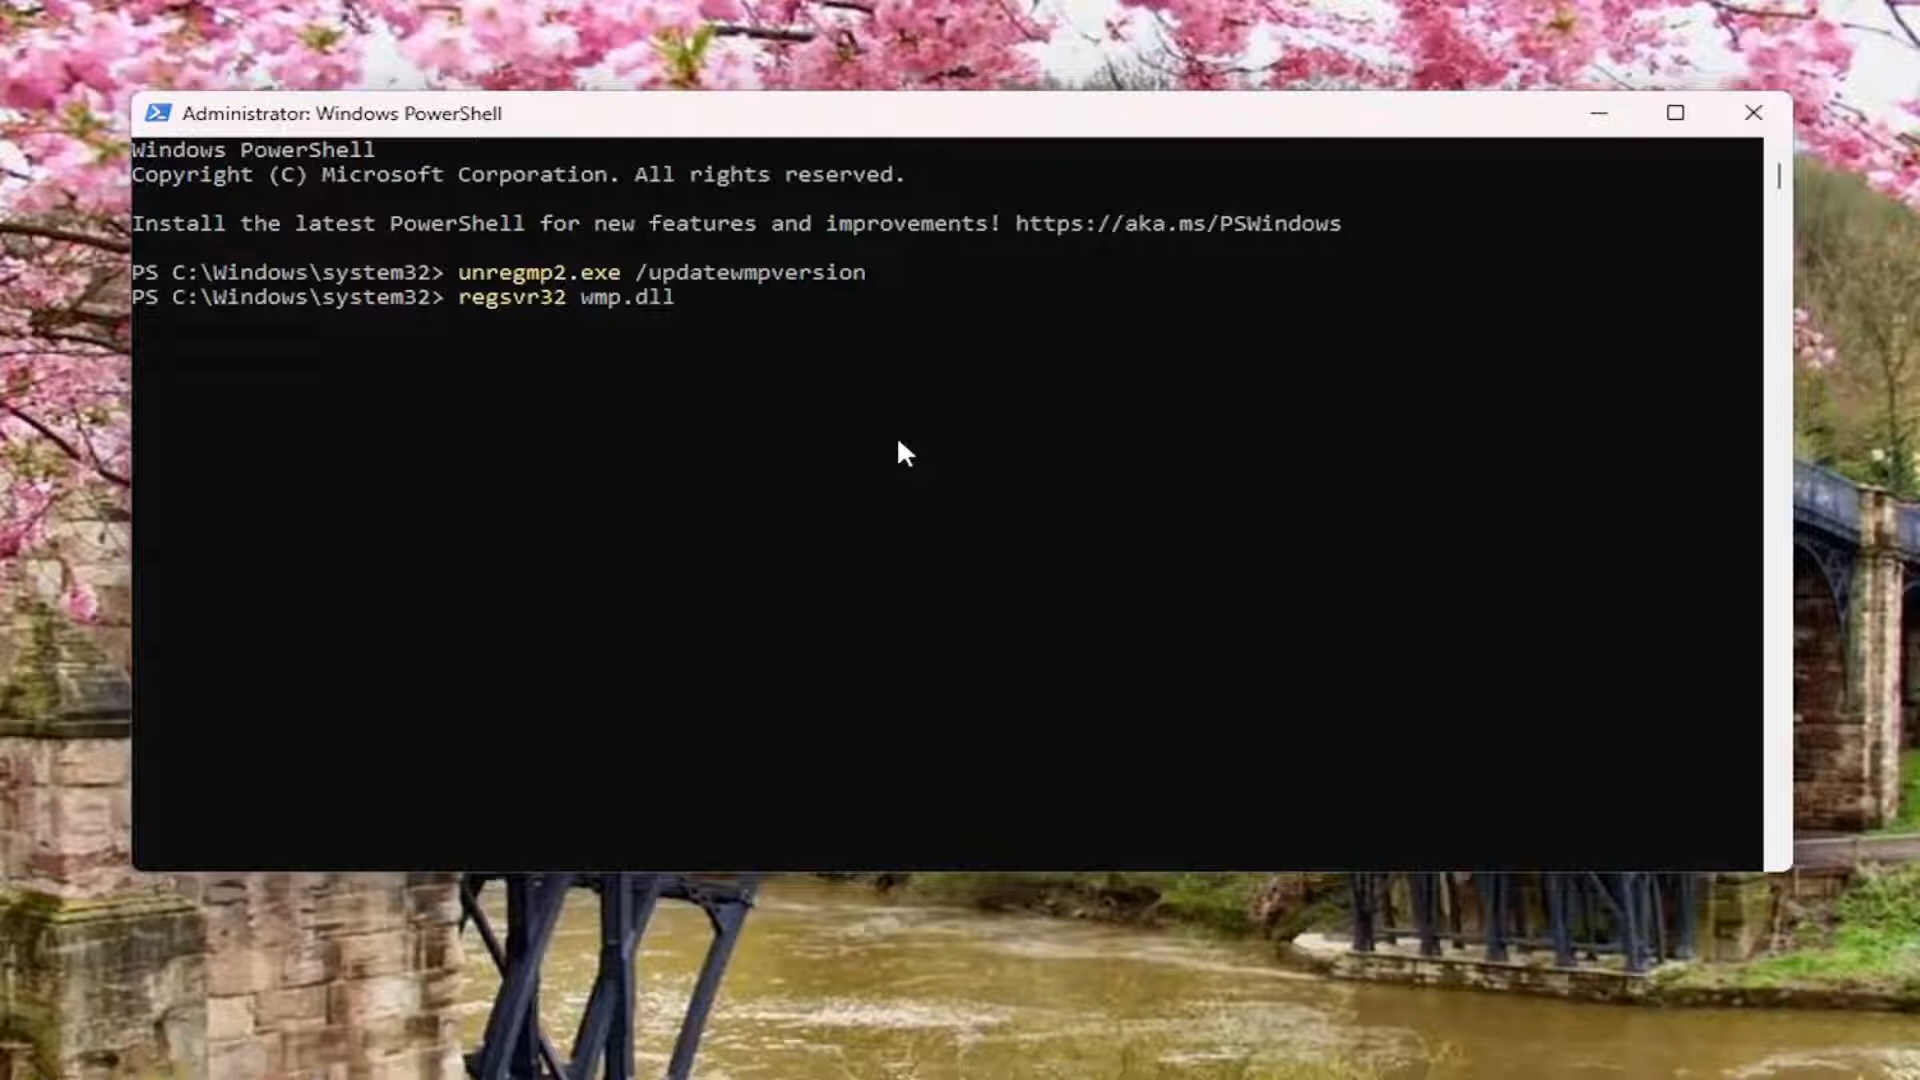 Administrator: Windows PowerShell
Windows PowerShell
Copyright (C) Microsoft Corporation. All rights reserved.
Install the latest PowerShell for new features and improvements! https://aka.ms/PSWindows
PS C:\Windows\system32> unregmp2.exe /updatewmpversion
PS C:\Windows\system32> regsvr32 wmp.dll